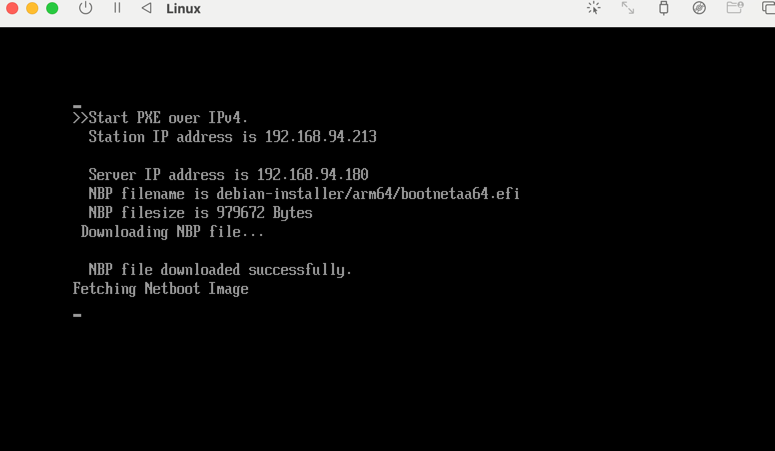 Linux
>>Start PXE over IPv4.
Station IP address is 192.168.94.213
Server IP address is 192.168.94.180
NBP filename is debian-installer/arm64/bootnetaa64.efi
NBP filesize is 979672 Bytes
Downloading NBP file...
NBP file downloaded successfully.
Fetching Netboot Image